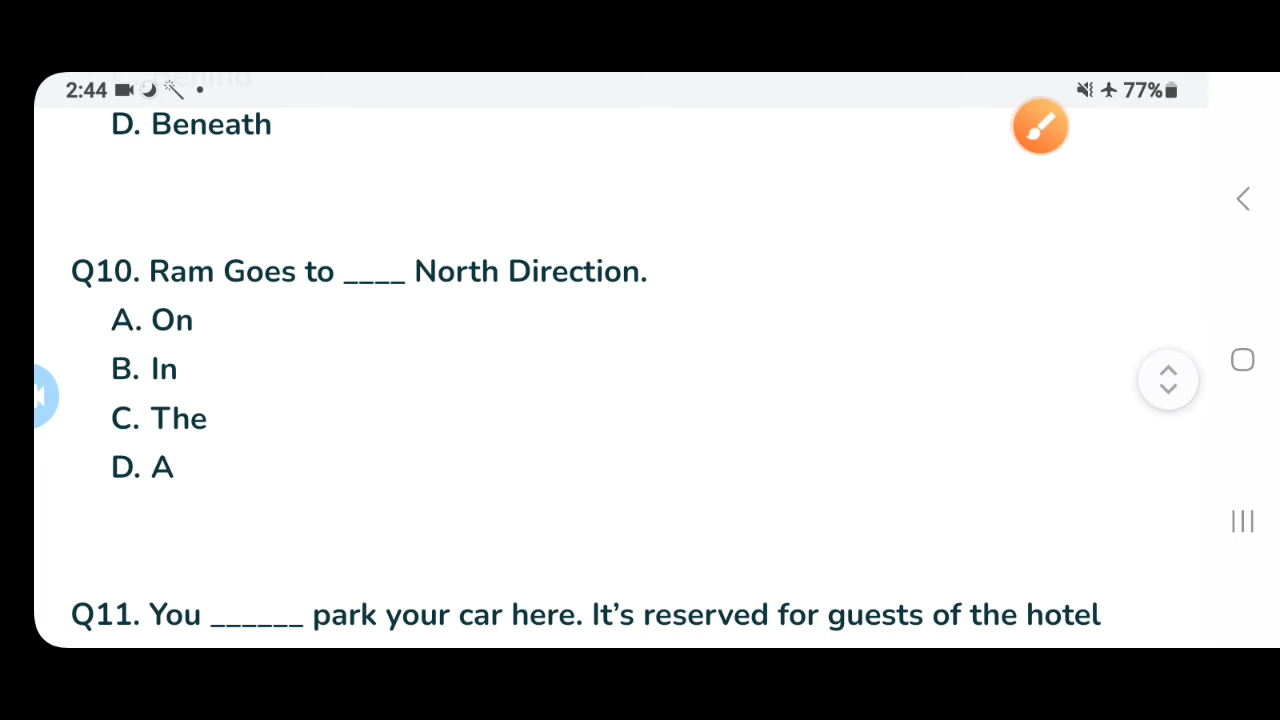 2:44 77%
D. Beneath
Q10. Ram Goes to ____ North Direction.
A. On
B. In
C. The
D. A
Q11. You ______ park your car here. It’s reserved for guests of the hotel